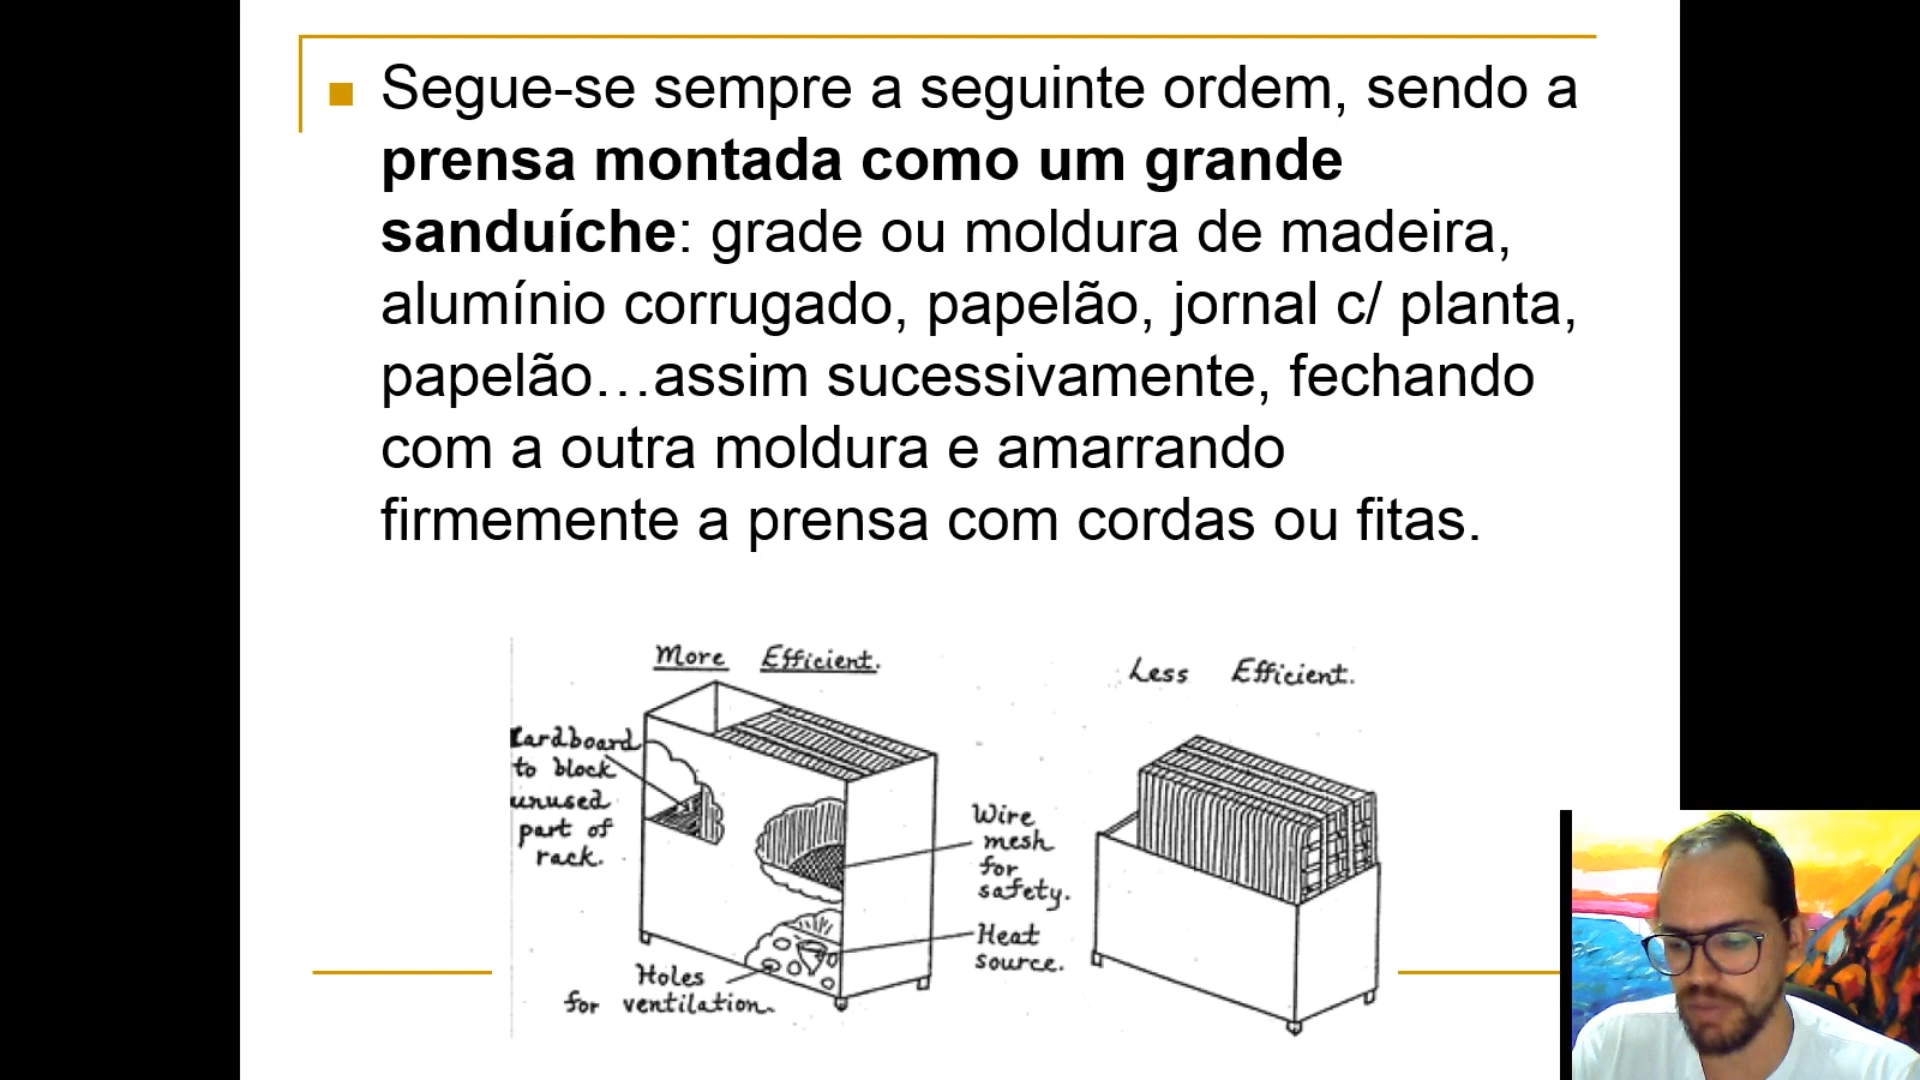 Segue-se sempre a seguinte ordem, sendo a
prensa montada como um grande
sanduíche: grade ou moldura de madeira,
alumínio corrugado, papelão, jornal c/ planta,
papelão…assim sucessivamente, fechando
com a outra moldura e amarrando
firmemente a prensa com cordas ou fitas.
More Efficient.
Less Efficient.
Cardboard
to block
unused
part of
rack.
Wire
mesh
for
safety.
Heat
source.
Holes
for ventilation.